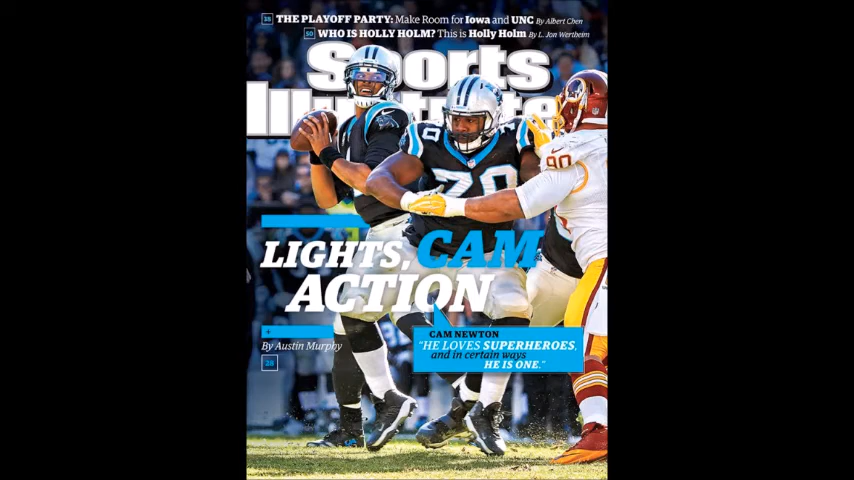 38 THE PLAYOFF PARTY: Make Room for Iowa and UNC By Albert Chen
50 WHO IS HOLLY HOLM? This is Holly Holm By L. Jon Wertheim
Sports
Illustrate
70
90
LIGHTS, CAM
ACTION
+
By Austin Murphy
28
CAM NEWTON
"HE LOVES SUPERHEROES,
and in certain ways
HE IS ONE."